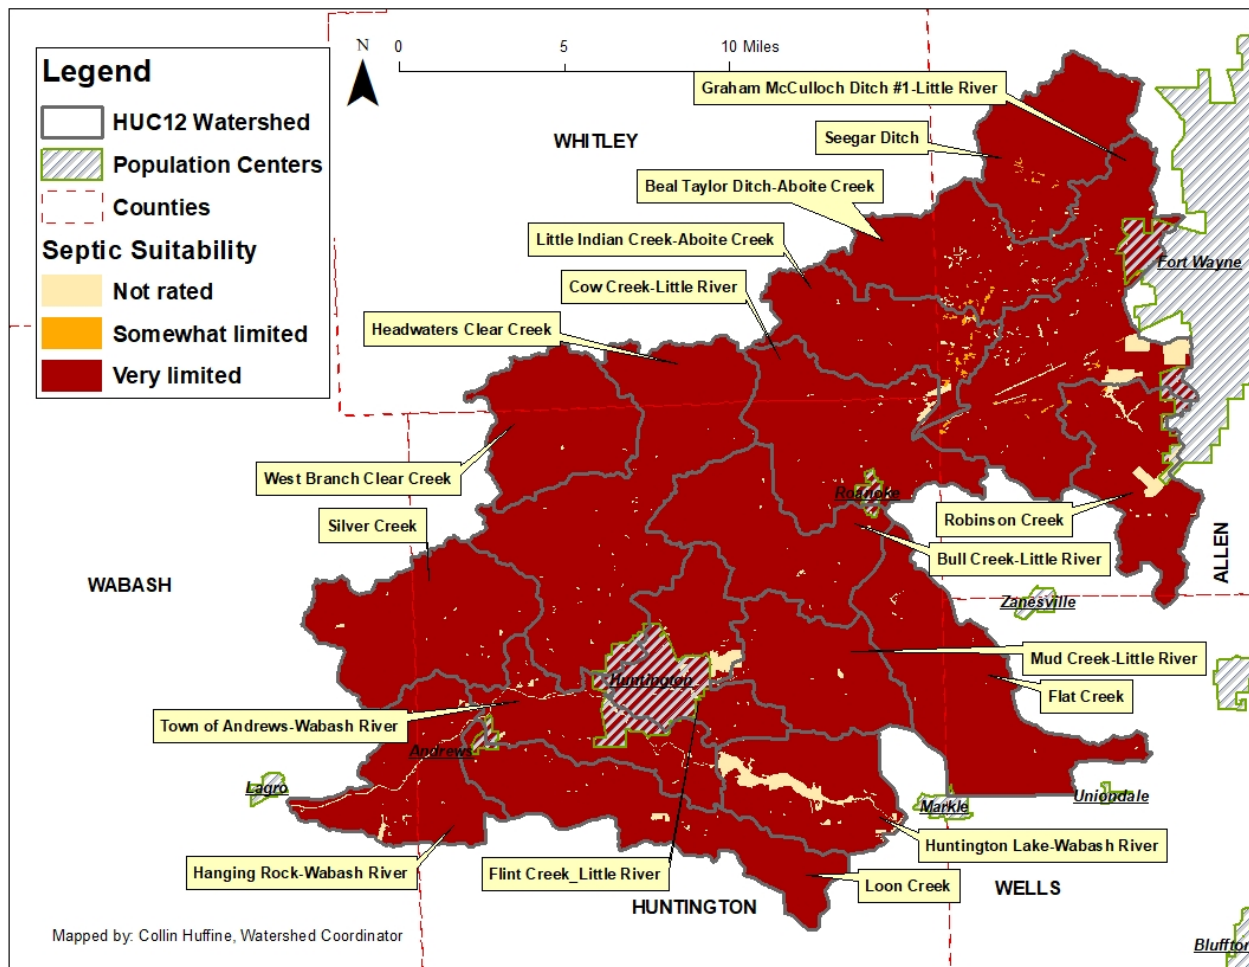 Legend
HUC12 Watershed
Population Centers
Counties
Septic Suitability
Not rated
Somewhat limited
Very limited
N
0 5 10 Miles
Graham McCulloch Ditch #1-Little River
WHITLEY
Seegar Ditch
Beal Taylor Ditch-Aboite Creek
Little Indian Creek-Aboite Creek
Fort Wayne
Cow Creek-Little River
Headwaters Clear Creek
West Branch Clear Creek
Roanoke
Silver Creek
Robinson Creek
Bull Creek-Little River
ALLEN
WABASH
Zanesville
Mud Creek-Little River
Huntington
Flat Creek
Town of Andrews-Wabash River
Andrews
Lagro
Uniondale
Markle
Huntington Lake-Wabash River
Hanging Rock-Wabash River
Flint Creek_Little River
Loon Creek
WELLS
HUNTINGTON
Mapped by: Collin Huffine, Watershed Coordinator
Bluffton